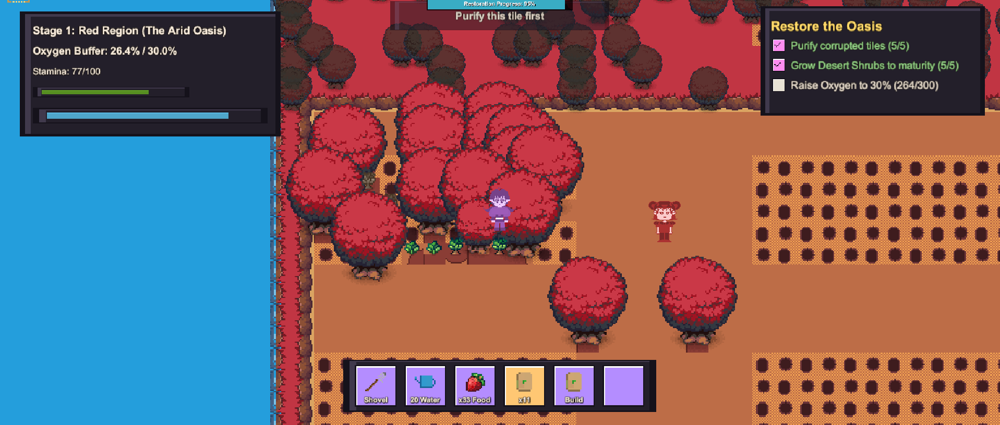 Restoration Progress: 95%
Purify this tile first
Stage 1: Red Region (The Arid Oasis)
Oxygen Buffer: 26.4% / 30.0%
Stamina: 77/100
Restore the Oasis
Purify corrupted tiles (5/5)
Grow Desert Shrubs to maturity (5/5)
Raise Oxygen to 30% (264/300)
Shovel
20 Water
x33 Food
x11
Build